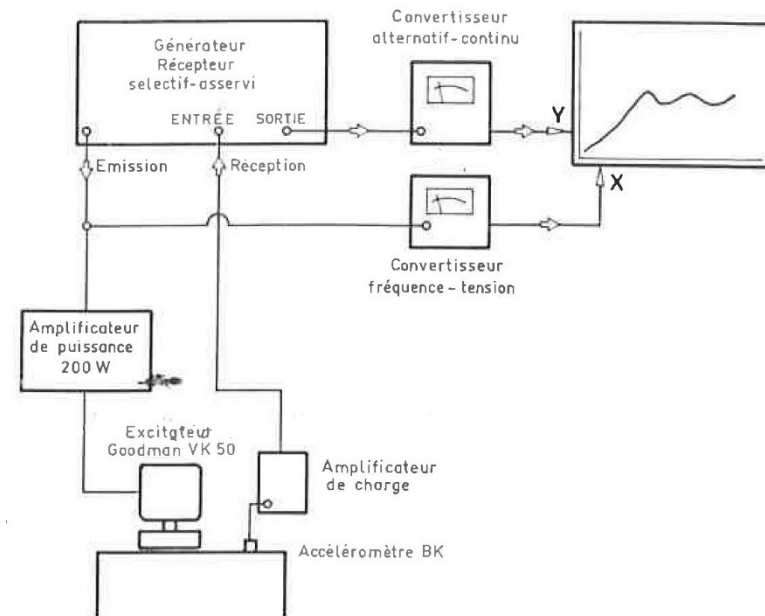 Convertisseur
alternatif-continu
Générateur
Récepteur
selectif-asservi
ENTRÉE SORTIE
Emission
Réception
Y
X
Convertisseur
fréquence-tension
Amplificateur
de puissance
200 W
Excitateur
Goodman VK 50
Amplificateur
de charge
Accéléromètre BK